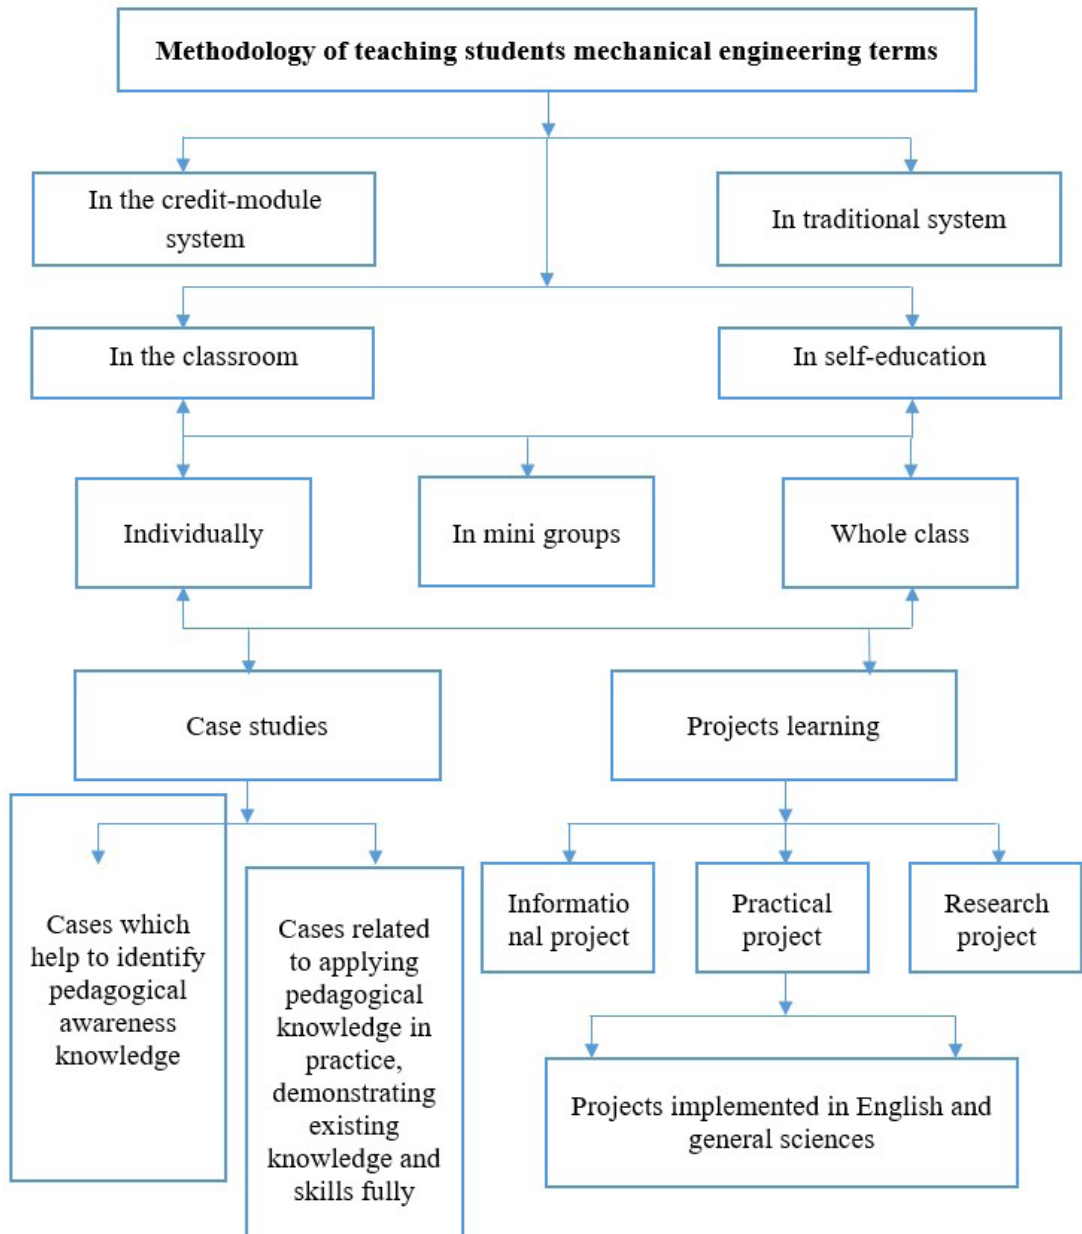 Methodology of teaching students mechanical engineering terms
In the credit-module
system
In traditional system
In the classroom
In self-education
Individually
In mini groups
Whole class
Case studies
Projects learning
Cases which
help to identify
pedagogical
awareness
knowledge
Cases related
to applying
pedagogical
knowledge in
practice,
demonstrating
existing
knowledge and
skills fully
Informatio
nal project
Practical
project
Research
project
Projects implemented in English and
general sciences